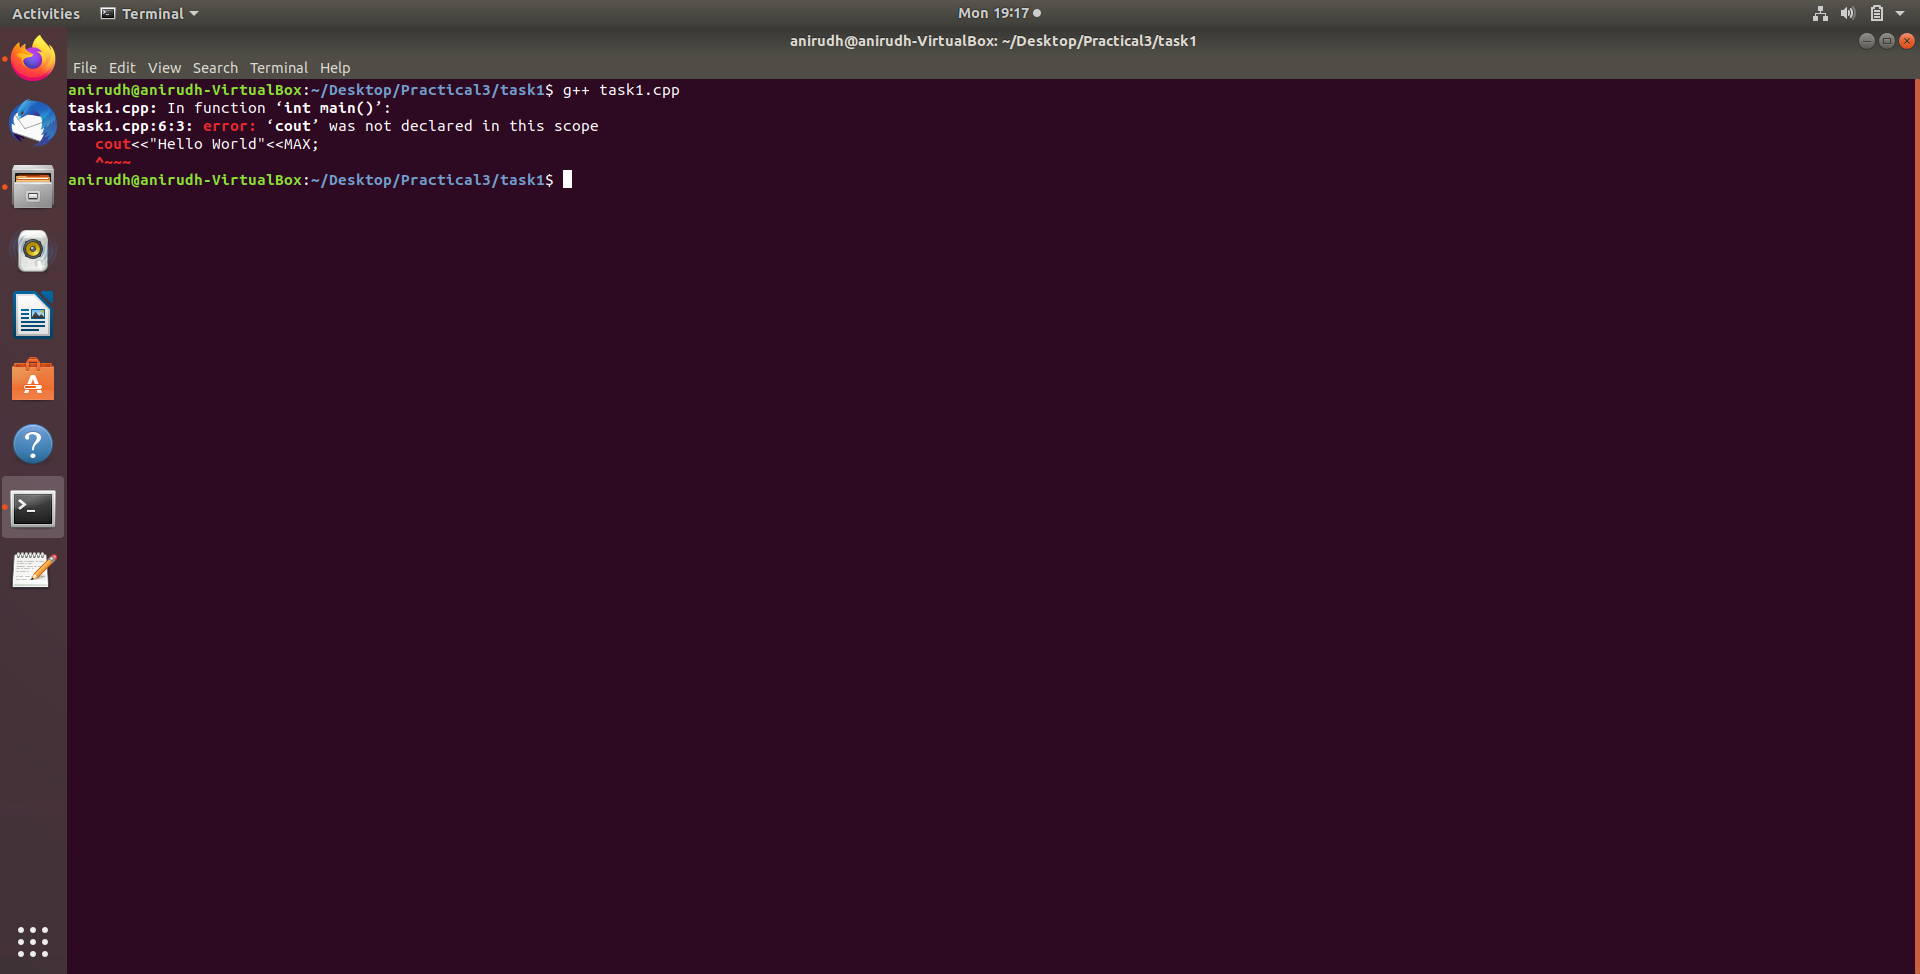 Activities Terminal Mon 19:17
anirudh@anirudh-VirtualBox: ~/Desktop/Practical3/task1
File Edit View Search Terminal Help
anirudh@anirudh-VirtualBox:~/Desktop/Practical3/task1$ g++ task1.cpp
task1.cpp: In function ‘int main()’:
task1.cpp:6:3: error: ‘cout’ was not declared in this scope
   cout<<"Hello World"<<MAX;
   ^~~~
anirudh@anirudh-VirtualBox:~/Desktop/Practical3/task1$